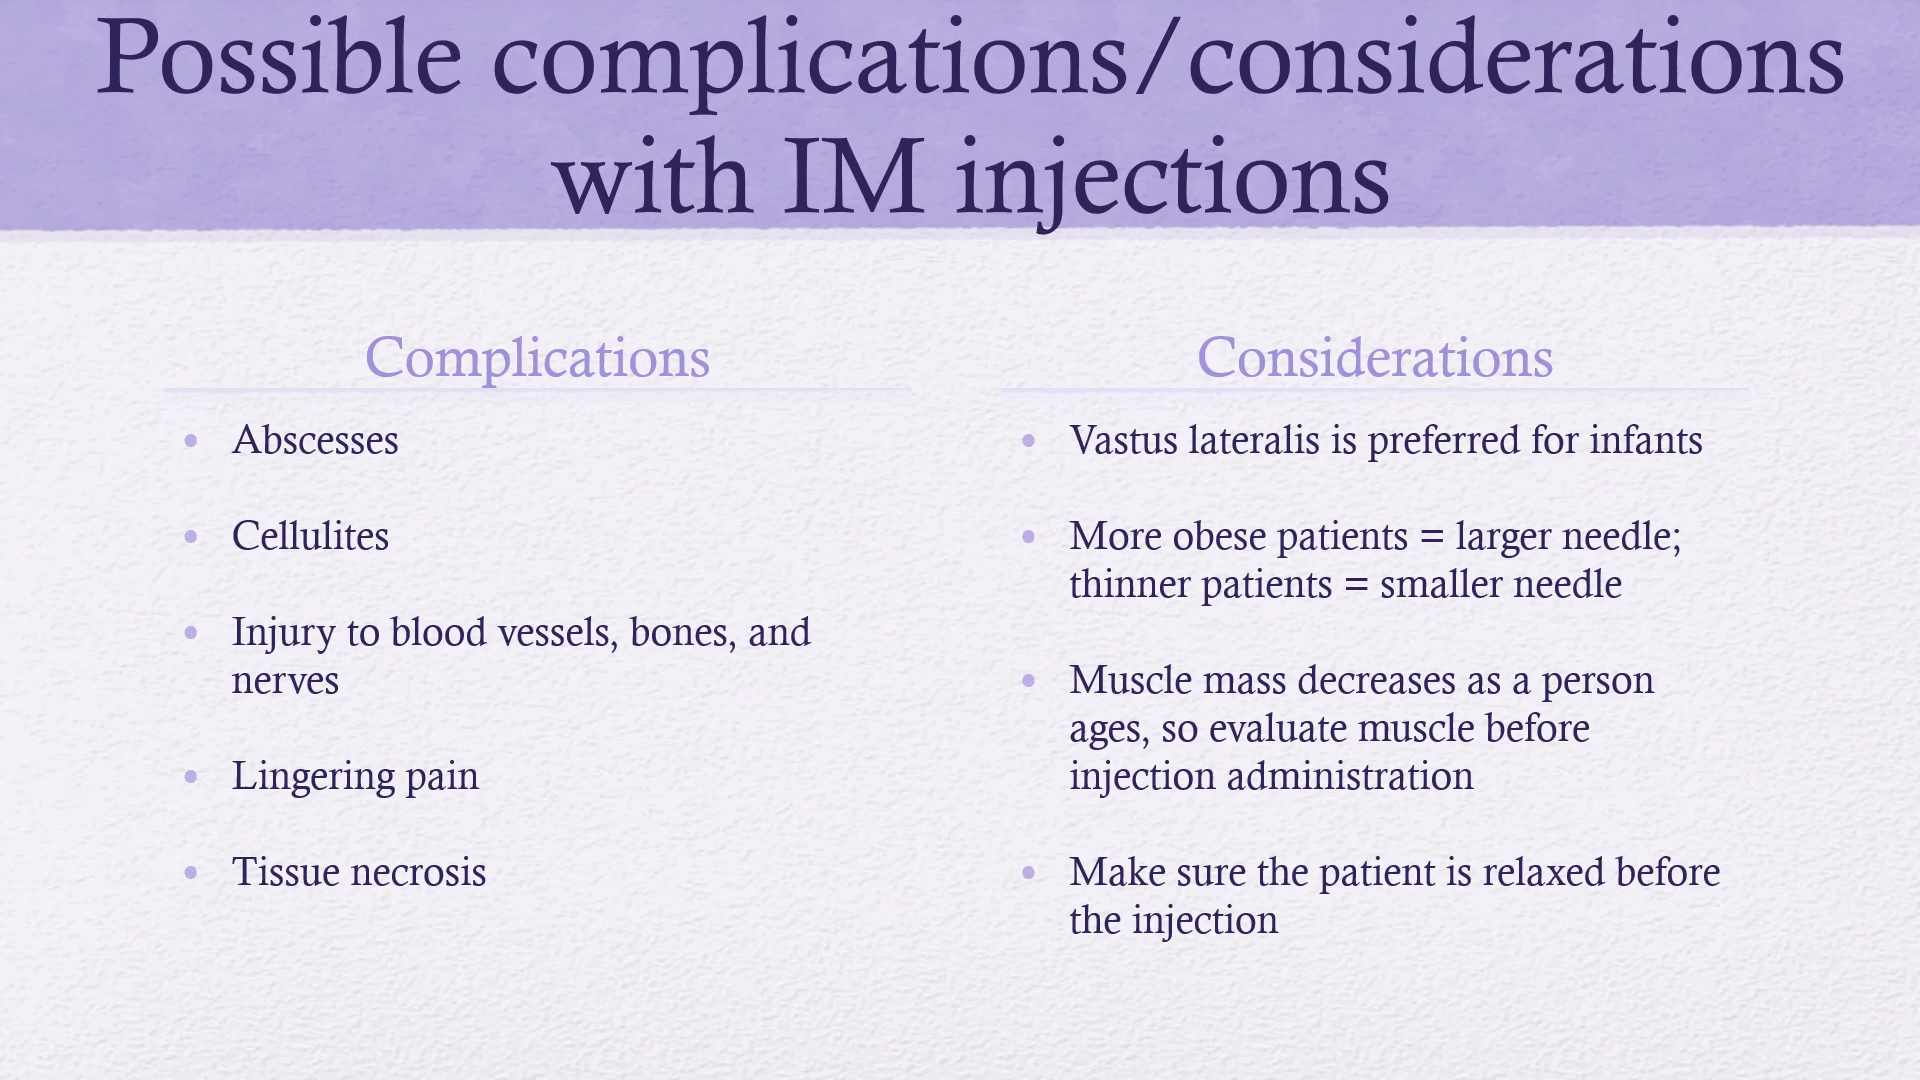 Possible complications/considerations
with IM injections
Complications
• Abscesses
• Cellulites
• Injury to blood vessels, bones, and
nerves
• Lingering pain
• Tissue necrosis
Considerations
• Vastus lateralis is preferred for infants
• More obese patients = larger needle;
thinner patients = smaller needle
• Muscle mass decreases as a person
ages, so evaluate muscle before
injection administration
• Make sure the patient is relaxed before
the injection